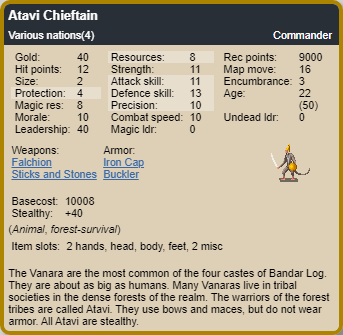 Atavi Chieftain
Various nations(4) Commander
Gold: 40 Resources: 8 Rec points: 9000
Hit points: 12 Strength: 11 Map move: 16
Size: 2 Attack skill: 11 Encumbrance: 3
Protection: 4 Defence skill: 13 Age: 22
Magic res: 8 Precision: 10 (50)
Morale: 10 Combat speed: 10 Undead ldr: 0
Leadership: 40 Magic ldr: 0
Weapons: Armor:
Falchion Iron Cap
Sticks and Stones Buckler
Basecost: 10008
Stealthy: +40
(Animal, forest-survival)
Item slots: 2 hands, head, body, feet, 2 misc
The Vanara are the most common of the four castes of Bandar Log.
They are about as big as humans. Many Vanaras live in tribal
societies in the dense forests of the realm. The warriors of the forest
tribes are called Atavi. They use bows and maces, but do not wear
armor. All Atavi are stealthy.